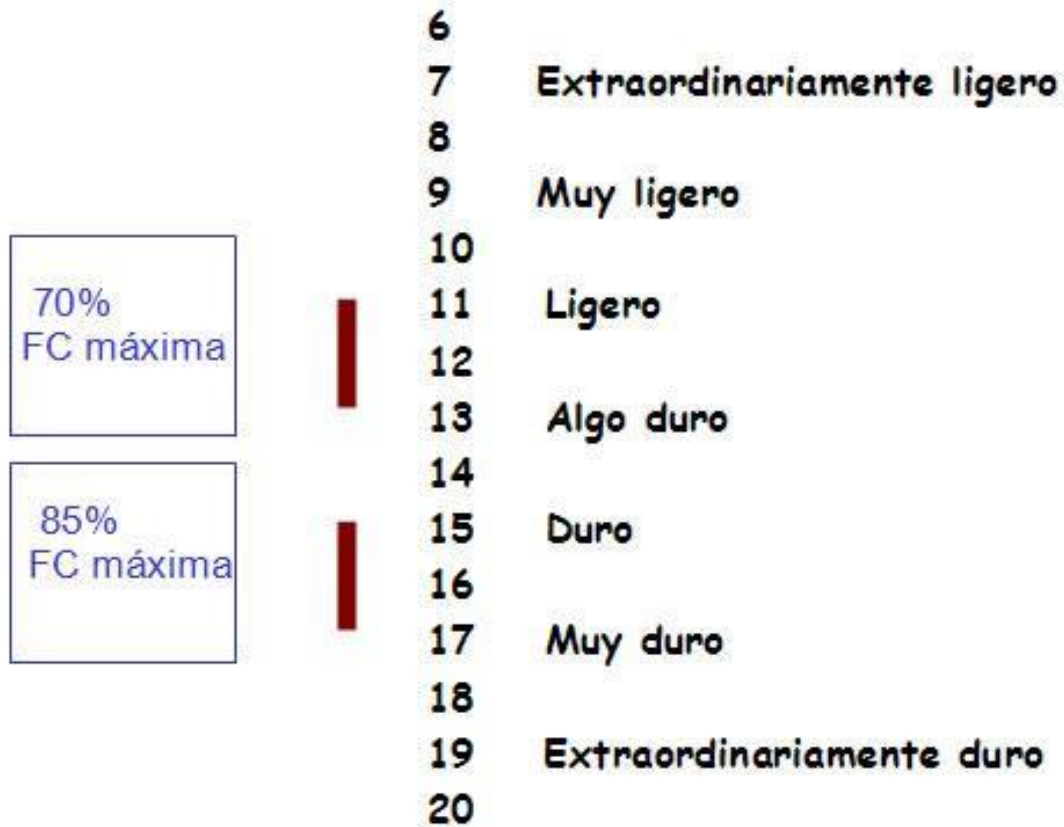 6
7 Extraordinariamente ligero
8
9 Muy ligero
10
70%
FC máxima
11 Ligero
12
13 Algo duro
14
85%
FC máxima
15 Duro
16
17 Muy duro
18
19 Extraordinariamente duro
20